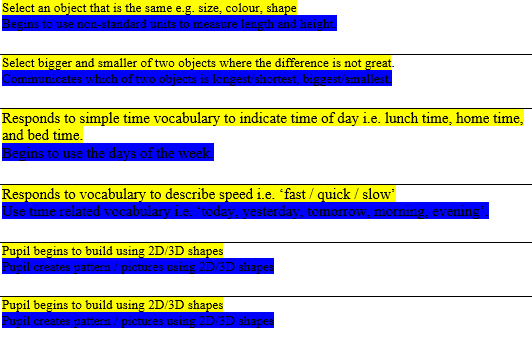 Select an object that is the same e.g. size, colour, shape
Begins to use non-standard units to measure length and height.
Select bigger and smaller of two objects where the difference is not great.
Communicates which of two objects is longest/shortest, biggest/smallest.
Responds to simple time vocabulary to indicate time of day i.e. lunch time, home time,
and bed time.
Begins to use the days of the week.
Responds to vocabulary to describe speed i.e. ‘fast / quick / slow’
Use time related vocabulary i.e. ‘today, yesterday, tomorrow, morning, evening’.
Pupil begins to build using 2D/3D shapes
Pupil creates pattern / pictures using 2D/3D shapes
Pupil begins to build using 2D/3D shapes
Pupil creates pattern / pictures using 2D/3D shapes